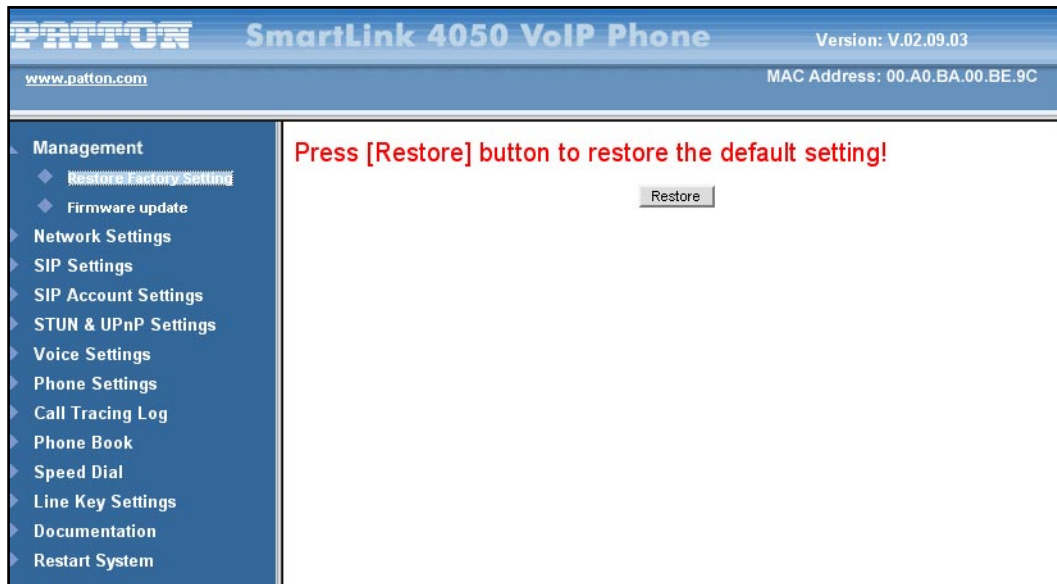 PATTON
SmartLink 4050 VoIP Phone
Version: V.02.09.03
www.patton.com
MAC Address: 00.A0.BA.00.BE.9C
Management
Restore Factory Setting
Firmware update
Network Settings
SIP Settings
SIP Account Settings
STUN & UPnP Settings
Voice Settings
Phone Settings
Call Tracing Log
Phone Book
Speed Dial
Line Key Settings
Documentation
Restart System
Press [Restore] button to restore the default setting!
Restore